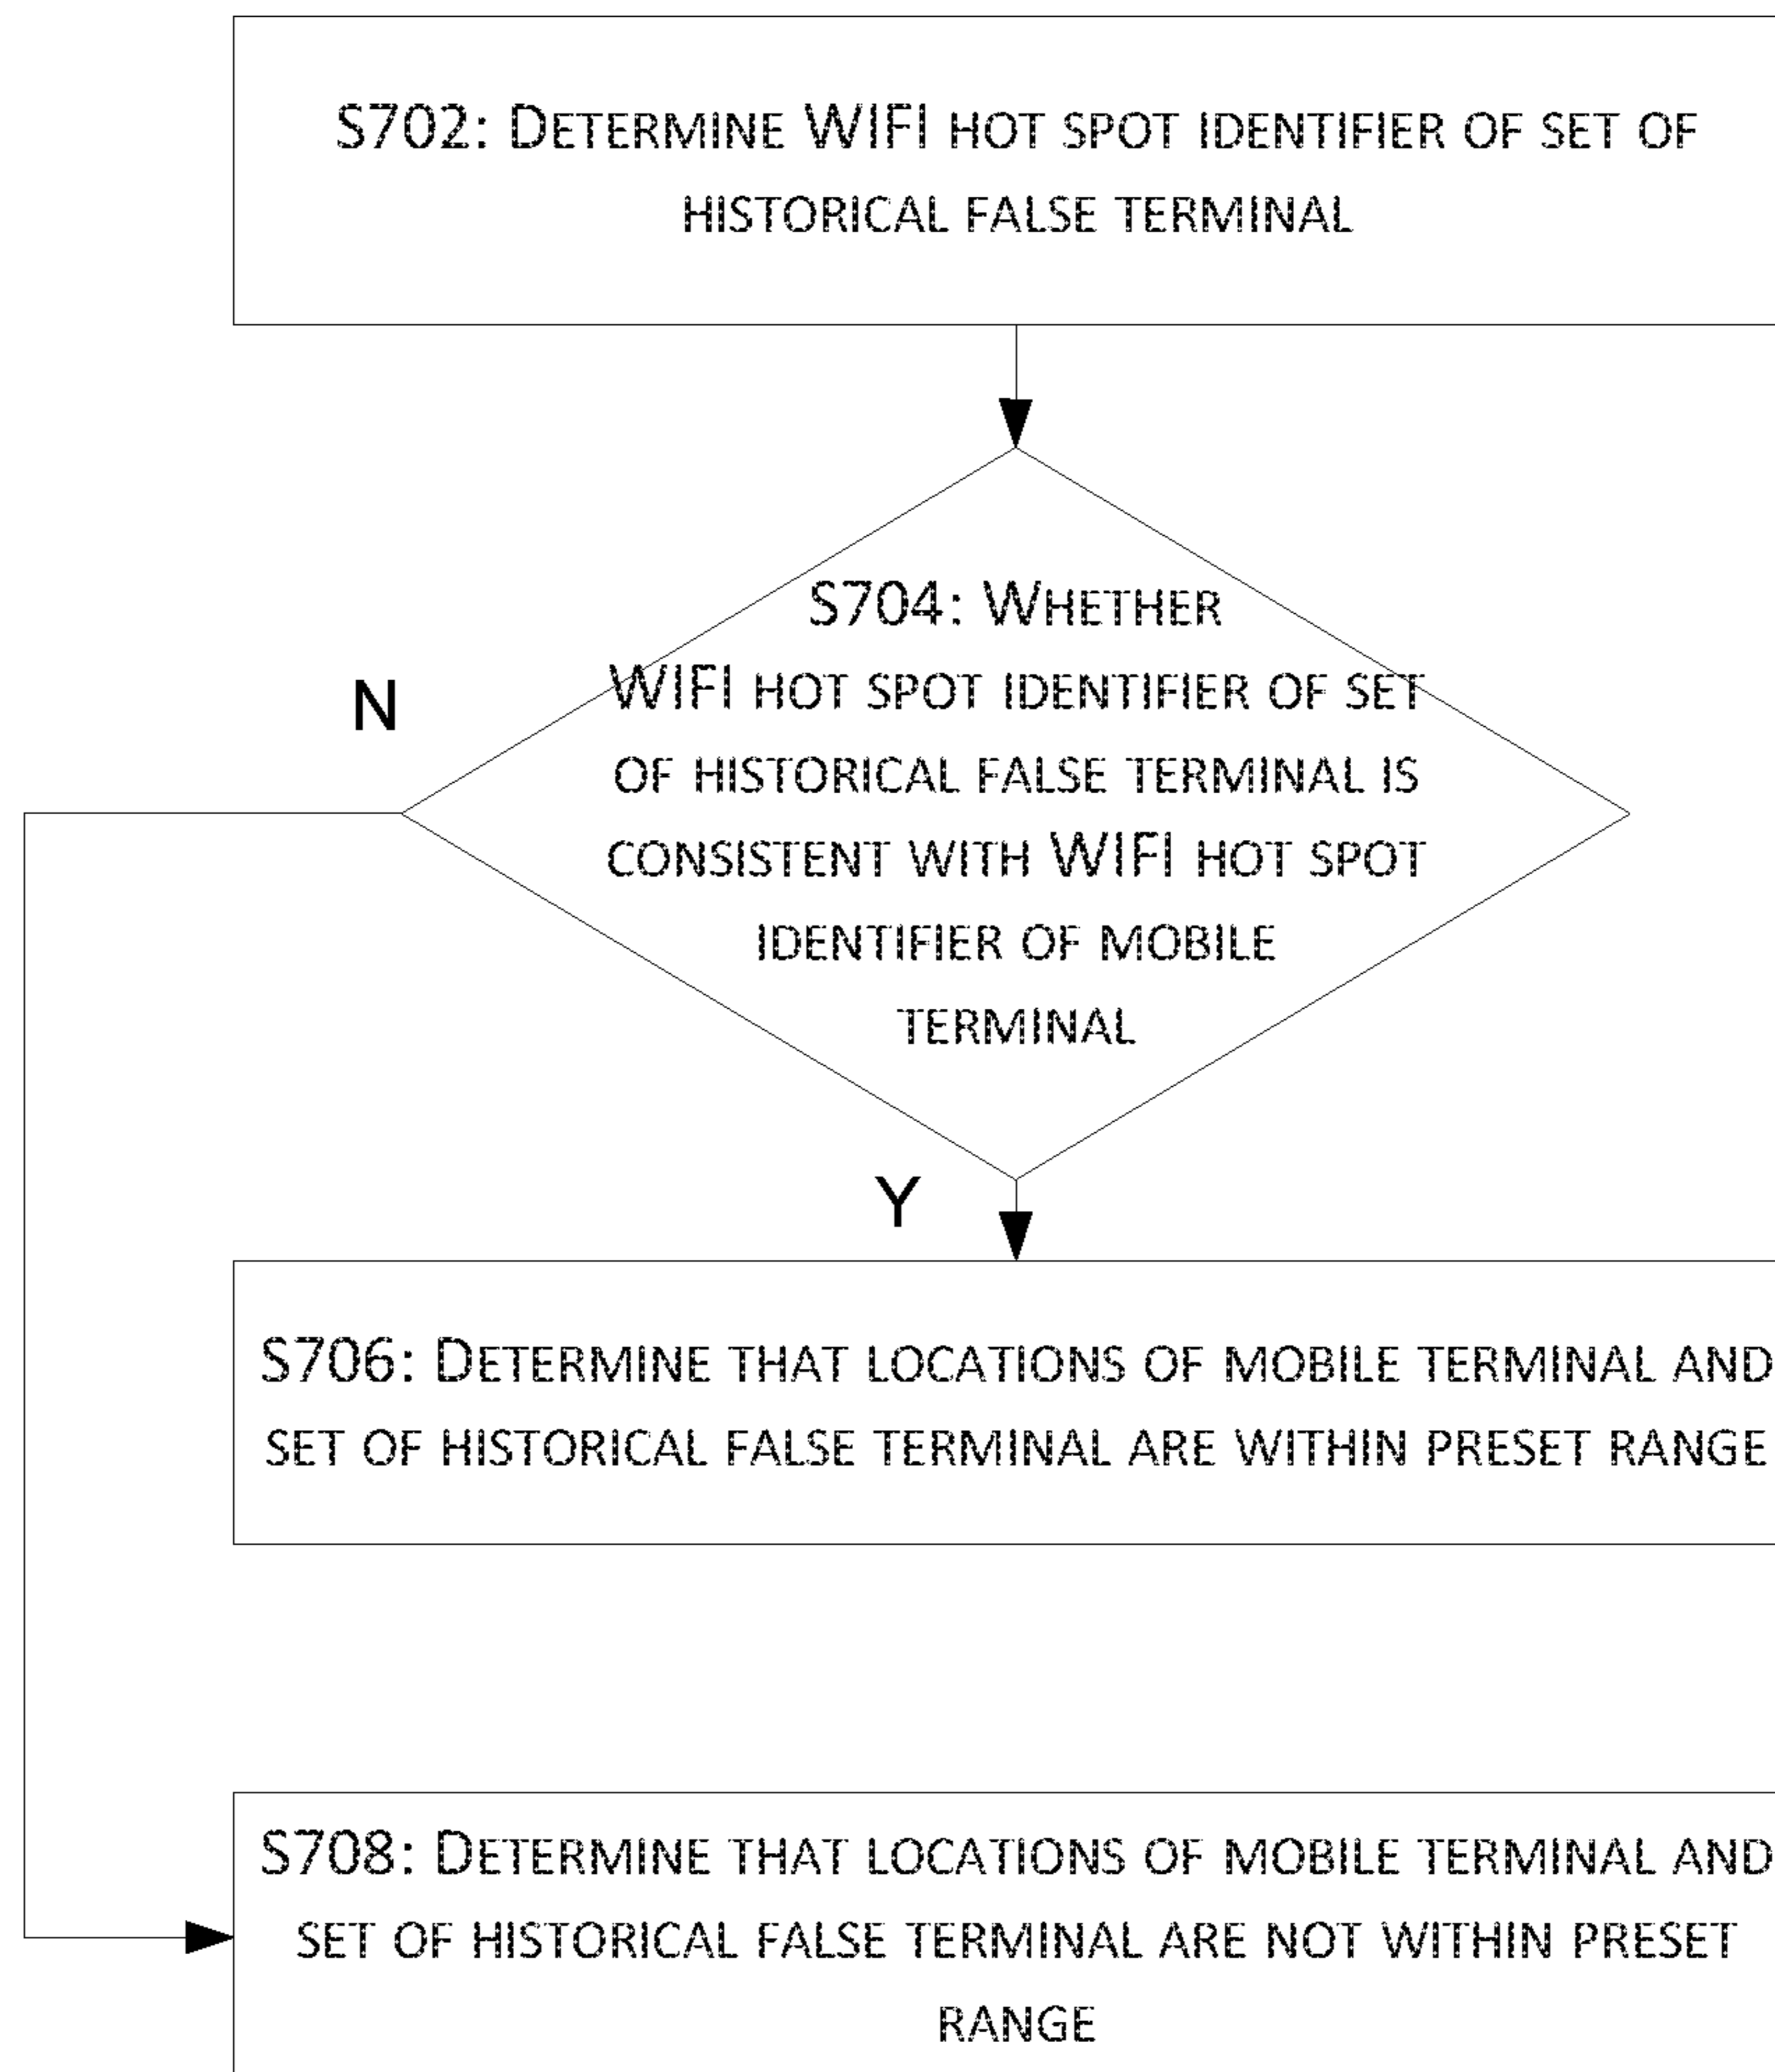 S702: DETERMINE WIFI HOT SPOT IDENTIFIER OF SET OF
HISTORICAL FALSE TERMINAL
S704: WHETHER
WIFI HOT SPOT IDENTIFIER OF SET
OF HISTORICAL FALSE TERMINAL IS
CONSISTENT WITH WIFI HOT SPOT
IDENTIFIER OF MOBILE
TERMINAL
N
Y
S706: DETERMINE THAT LOCATIONS OF MOBILE TERMINAL AND
SET OF HISTORICAL FALSE TERMINAL ARE WITHIN PRESET RANGE
S708: DETERMINE THAT LOCATIONS OF MOBILE TERMINAL AND
SET OF HISTORICAL FALSE TERMINAL ARE NOT WITHIN PRESET
RANGE